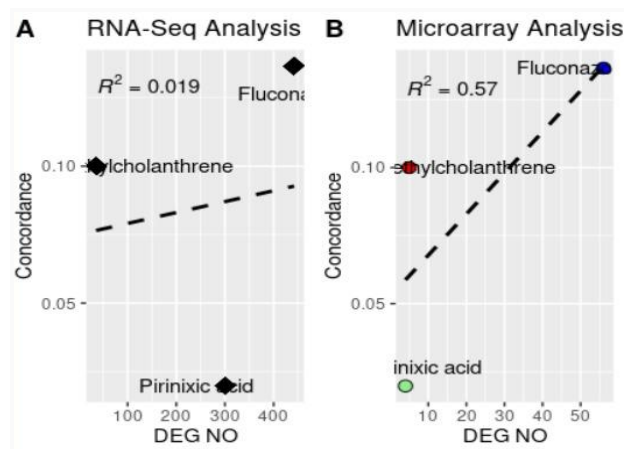 A RNA-Seq Analysis
R² = 0.019
Flucona
ylcholanthrene
Pirinixic acid
0.10
0.05
Concordance
100 200 300 400
DEG NO
B Microarray Analysis
R² = 0.57
Fluconaz
enylcholanthrene
inixic acid
0.10
0.05
Concordance
10 20 30 40 50
DEG NO